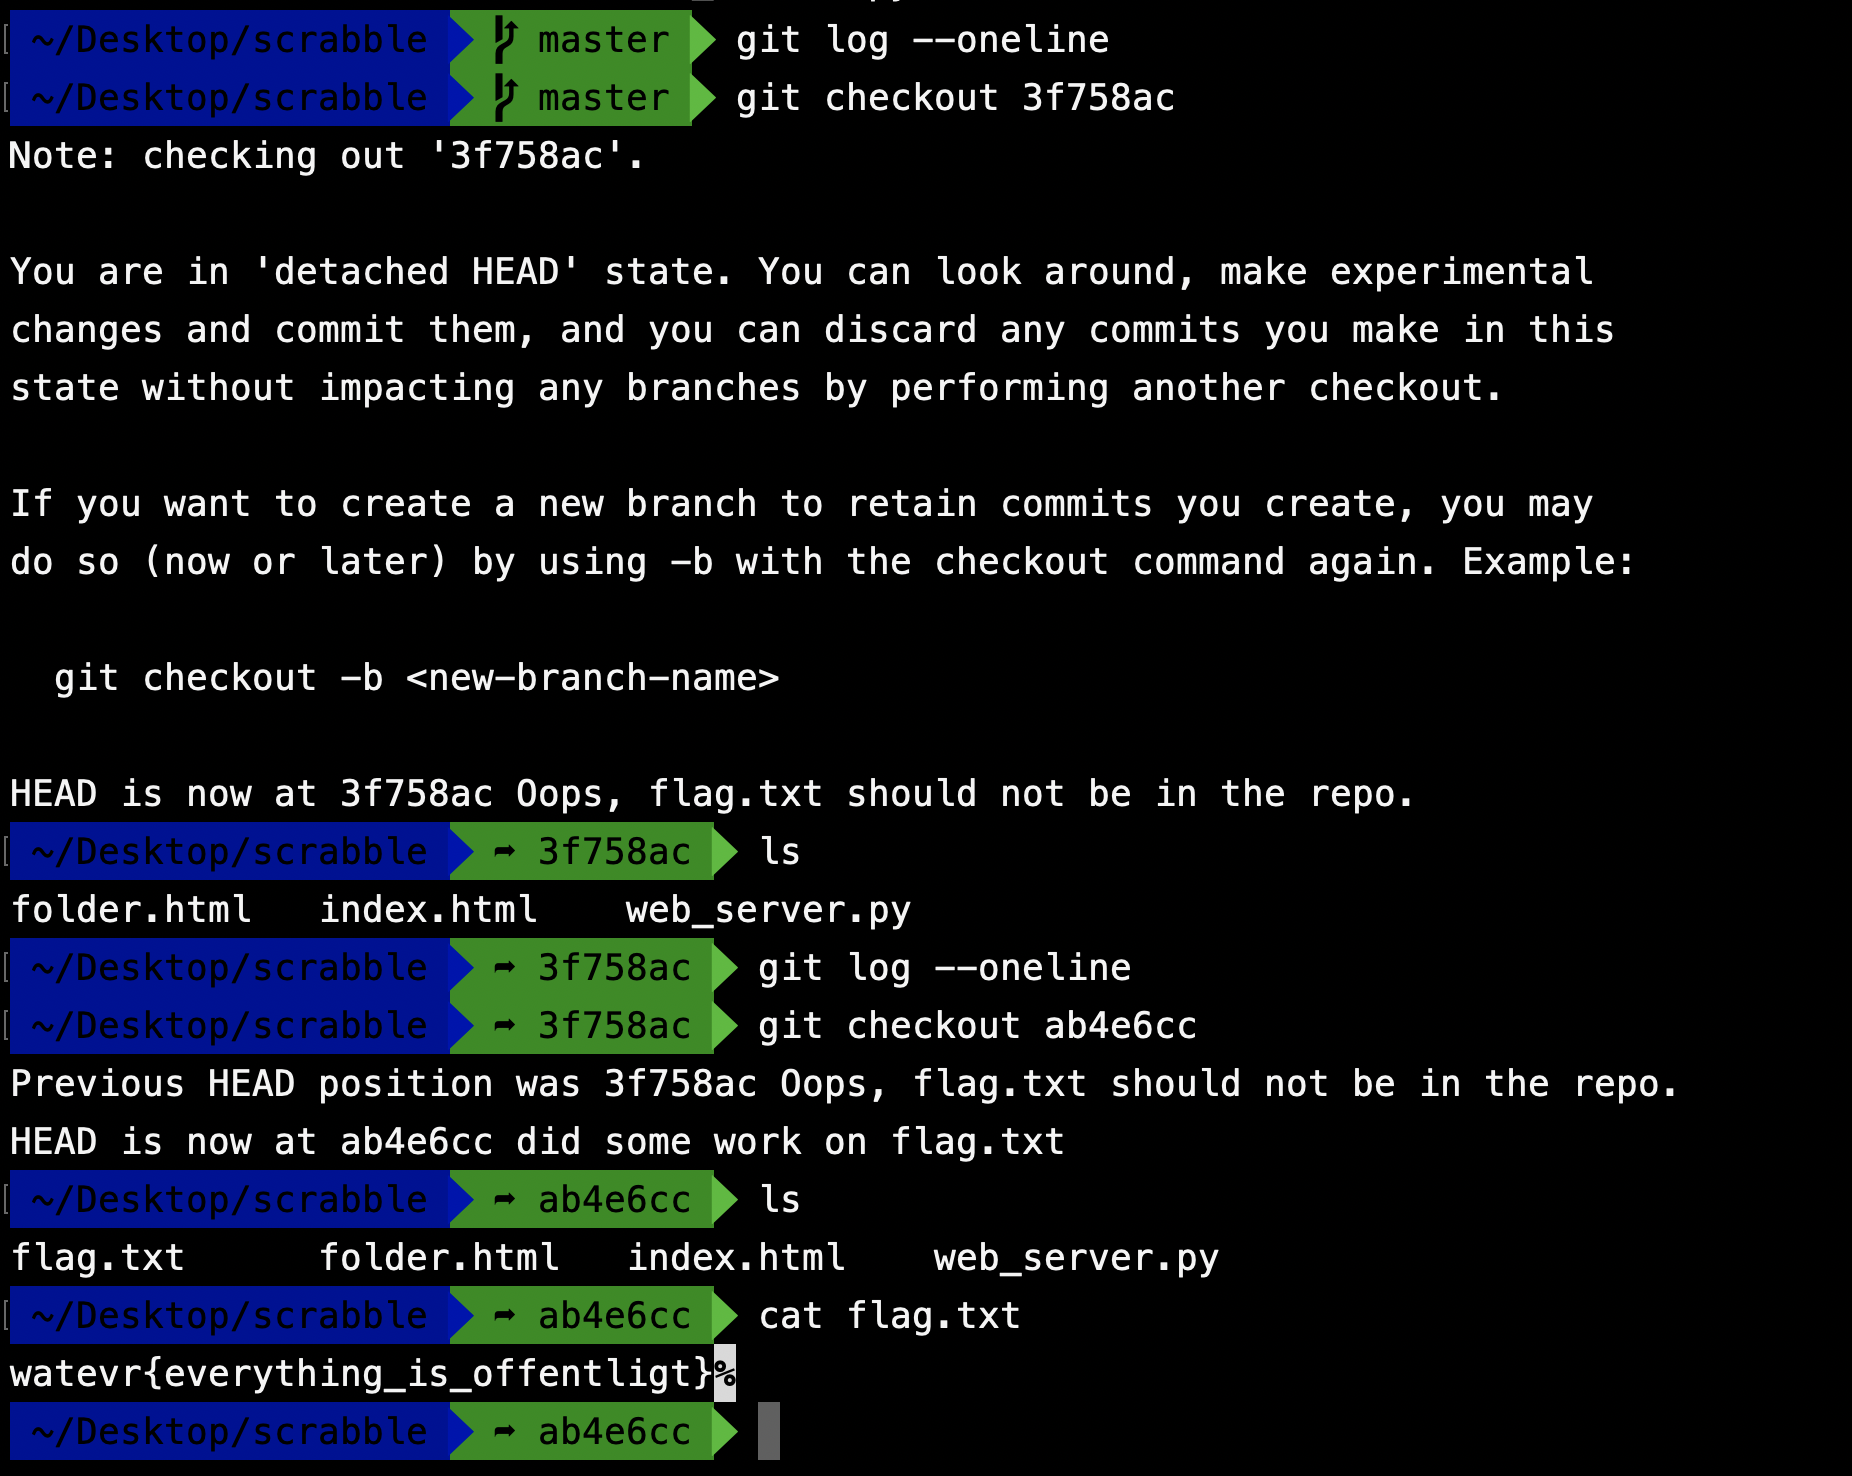 ~/Desktop/scrabble master git log --oneline
~/Desktop/scrabble master git checkout 3f758ac
Note: checking out '3f758ac'.
You are in 'detached HEAD' state. You can look around, make experimental
changes and commit them, and you can discard any commits you make in this
state without impacting any branches by performing another checkout.
If you want to create a new branch to retain commits you create, you may
do so (now or later) by using -b with the checkout command again. Example:
git checkout -b <new-branch-name>
HEAD is now at 3f758ac Oops, flag.txt should not be in the repo.
~/Desktop/scrabble ➦ 3f758ac ls
folder.html index.html web_server.py
~/Desktop/scrabble ➦ 3f758ac git log --oneline
~/Desktop/scrabble ➦ 3f758ac git checkout ab4e6cc
Previous HEAD position was 3f758ac Oops, flag.txt should not be in the repo.
HEAD is now at ab4e6cc did some work on flag.txt
~/Desktop/scrabble ➦ ab4e6cc ls
flag.txt folder.html index.html web_server.py
~/Desktop/scrabble ➦ ab4e6cc cat flag.txt
watevr{everything_is_offentligt}%
~/Desktop/scrabble ➦ ab4e6cc